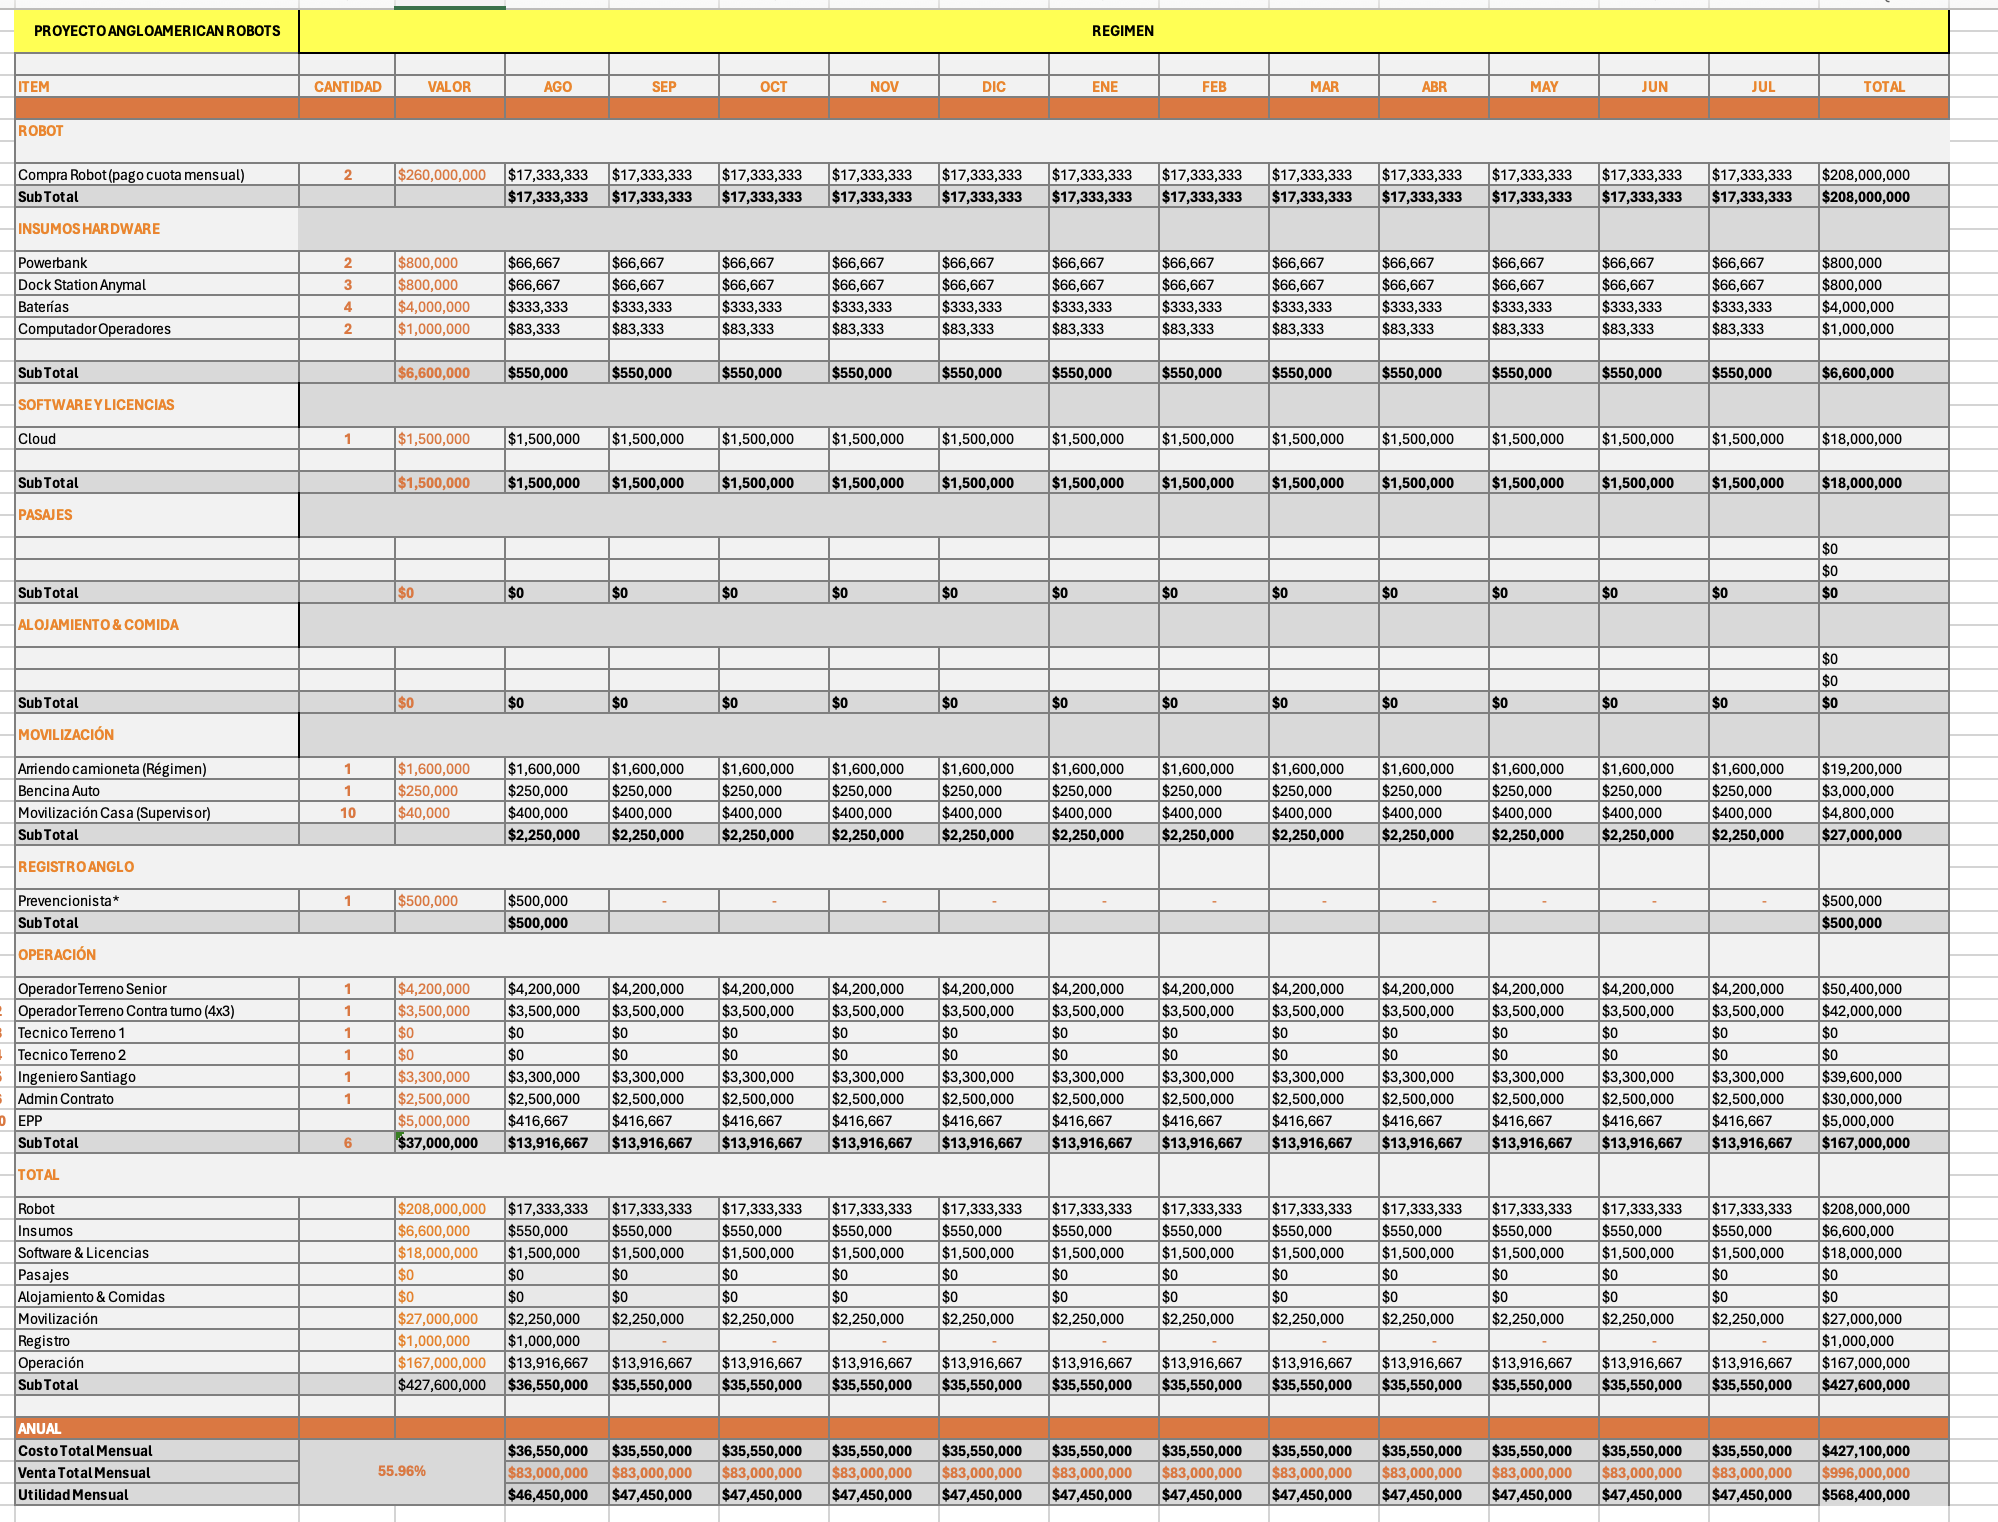 PROYECTO ANGLOAMERICAN ROBOTS REGIMEN
ITEM CANTIDAD VALOR AGO SEP OCT NOV DIC ENE FEB MAR ABR MAY JUN JUL TOTAL
ROBOT
Compra Robot (pago cuota mensual) 2 $260,000,000 $17,333,333 $17,333,333 $17,333,333 $17,333,333 $17,333,333 $17,333,333 $17,333,333 $17,333,333 $17,333,333 $17,333,333 $17,333,333 $17,333,333 $208,000,000
Sub Total $17,333,333 $17,333,333 $17,333,333 $17,333,333 $17,333,333 $17,333,333 $17,333,333 $17,333,333 $17,333,333 $17,333,333 $17,333,333 $17,333,333 $208,000,000
INSUMOS HARDWARE
Powerbank 2 $800,000 $66,667 $66,667 $66,667 $66,667 $66,667 $66,667 $66,667 $66,667 $66,667 $66,667 $66,667 $66,667 $800,000
Dock Station Anymal 3 $800,000 $66,667 $66,667 $66,667 $66,667 $66,667 $66,667 $66,667 $66,667 $66,667 $66,667 $66,667 $66,667 $800,000
Baterías 4 $4,000,000 $333,333 $333,333 $333,333 $333,333 $333,333 $333,333 $333,333 $333,333 $333,333 $333,333 $333,333 $333,333 $4,000,000
Computador Operadores 2 $1,000,000 $83,333 $83,333 $83,333 $83,333 $83,333 $83,333 $83,333 $83,333 $83,333 $83,333 $83,333 $83,333 $1,000,000
Sub Total $6,600,000 $550,000 $550,000 $550,000 $550,000 $550,000 $550,000 $550,000 $550,000 $550,000 $550,000 $550,000 $550,000 $6,600,000
SOFTWARE Y LICENCIAS
Cloud 1 $1,500,000 $1,500,000 $1,500,000 $1,500,000 $1,500,000 $1,500,000 $1,500,000 $1,500,000 $1,500,000 $1,500,000 $1,500,000 $1,500,000 $1,500,000 $18,000,000
Sub Total $1,500,000 $1,500,000 $1,500,000 $1,500,000 $1,500,000 $1,500,000 $1,500,000 $1,500,000 $1,500,000 $1,500,000 $1,500,000 $1,500,000 $1,500,000 $18,000,000
PASAJES
$0
$0
Sub Total $0 $0 $0 $0 $0 $0 $0 $0 $0 $0 $0 $0 $0 $0
ALOJAMIENTO & COMIDA
$0
$0
Sub Total $0 $0 $0 $0 $0 $0 $0 $0 $0 $0 $0 $0 $0 $0
MOVILIZACIÓN
Arriendo camioneta (Régimen) 1 $1,600,000 $1,600,000 $1,600,000 $1,600,000 $1,600,000 $1,600,000 $1,600,000 $1,600,000 $1,600,000 $1,600,000 $1,600,000 $1,600,000 $1,600,000 $19,200,000
Bencina Auto 1 $250,000 $250,000 $250,000 $250,000 $250,000 $250,000 $250,000 $250,000 $250,000 $250,000 $250,000 $250,000 $250,000 $3,000,000
Movilización Casa (Supervisor) 10 $40,000 $400,000 $400,000 $400,000 $400,000 $400,000 $400,000 $400,000 $400,000 $400,000 $400,000 $400,000 $400,000 $4,800,000
Sub Total $2,250,000 $2,250,000 $2,250,000 $2,250,000 $2,250,000 $2,250,000 $2,250,000 $2,250,000 $2,250,000 $2,250,000 $2,250,000 $2,250,000 $27,000,000
REGISTRO ANGLO
Prevencionista* 1 $500,000 $500,000 - - - - - - - - - - - $500,000
Sub Total $500,000 $500,000
OPERACIÓN
Operador Terreno Senior 1 $4,200,000 $4,200,000 $4,200,000 $4,200,000 $4,200,000 $4,200,000 $4,200,000 $4,200,000 $4,200,000 $4,200,000 $4,200,000 $4,200,000 $4,200,000 $50,400,000
Operador Terreno Contra turno (4x3) 1 $3,500,000 $3,500,000 $3,500,000 $3,500,000 $3,500,000 $3,500,000 $3,500,000 $3,500,000 $3,500,000 $3,500,000 $3,500,000 $3,500,000 $3,500,000 $42,000,000
Tecnico Terreno 1 1 $0 $0 $0 $0 $0 $0 $0 $0 $0 $0 $0 $0 $0 $0
Tecnico Terreno 2 1 $0 $0 $0 $0 $0 $0 $0 $0 $0 $0 $0 $0 $0 $0
Ingeniero Santiago 1 $3,300,000 $3,300,000 $3,300,000 $3,300,000 $3,300,000 $3,300,000 $3,300,000 $3,300,000 $3,300,000 $3,300,000 $3,300,000 $3,300,000 $3,300,000 $39,600,000
Admin Contrato 1 $2,500,000 $2,500,000 $2,500,000 $2,500,000 $2,500,000 $2,500,000 $2,500,000 $2,500,000 $2,500,000 $2,500,000 $2,500,000 $2,500,000 $2,500,000 $30,000,000
EPP $5,000,000 $416,667 $416,667 $416,667 $416,667 $416,667 $416,667 $416,667 $416,667 $416,667 $416,667 $416,667 $416,667 $5,000,000
Sub Total 6 $37,000,000 $13,916,667 $13,916,667 $13,916,667 $13,916,667 $13,916,667 $13,916,667 $13,916,667 $13,916,667 $13,916,667 $13,916,667 $13,916,667 $13,916,667 $167,000,000
TOTAL
Robot $208,000,000 $17,333,333 $17,333,333 $17,333,333 $17,333,333 $17,333,333 $17,333,333 $17,333,333 $17,333,333 $17,333,333 $17,333,333 $17,333,333 $17,333,333 $208,000,000
Insumos $6,600,000 $550,000 $550,000 $550,000 $550,000 $550,000 $550,000 $550,000 $550,000 $550,000 $550,000 $550,000 $550,000 $6,600,000
Software & Licencias $18,000,000 $1,500,000 $1,500,000 $1,500,000 $1,500,000 $1,500,000 $1,500,000 $1,500,000 $1,500,000 $1,500,000 $1,500,000 $1,500,000 $1,500,000 $18,000,000
Pasajes $0 $0 $0 $0 $0 $0 $0 $0 $0 $0 $0 $0 $0 $0
Alojamiento & Comidas $0 $0 $0 $0 $0 $0 $0 $0 $0 $0 $0 $0 $0 $0
Movilización $27,000,000 $2,250,000 $2,250,000 $2,250,000 $2,250,000 $2,250,000 $2,250,000 $2,250,000 $2,250,000 $2,250,000 $2,250,000 $2,250,000 $2,250,000 $27,000,000
Registro $1,000,000 $1,000,000 - - - - - - - - - - - $1,000,000
Operación $167,000,000 $13,916,667 $13,916,667 $13,916,667 $13,916,667 $13,916,667 $13,916,667 $13,916,667 $13,916,667 $13,916,667 $13,916,667 $13,916,667 $13,916,667 $167,000,000
Sub Total $427,600,000 $36,550,000 $35,550,000 $35,550,000 $35,550,000 $35,550,000 $35,550,000 $35,550,000 $35,550,000 $35,550,000 $35,550,000 $35,550,000 $35,550,000 $427,600,000
ANUAL
Costo Total Mensual $36,550,000 $35,550,000 $35,550,000 $35,550,000 $35,550,000 $35,550,000 $35,550,000 $35,550,000 $35,550,000 $35,550,000 $35,550,000 $35,550,000 $427,100,000
Venta Total Mensual 55.96% $83,000,000 $83,000,000 $83,000,000 $83,000,000 $83,000,000 $83,000,000 $83,000,000 $83,000,000 $83,000,000 $83,000,000 $83,000,000 $83,000,000 $996,000,000
Utilidad Mensual $46,450,000 $47,450,000 $47,450,000 $47,450,000 $47,450,000 $47,450,000 $47,450,000 $47,450,000 $47,450,000 $47,450,000 $47,450,000 $47,450,000 $568,400,000